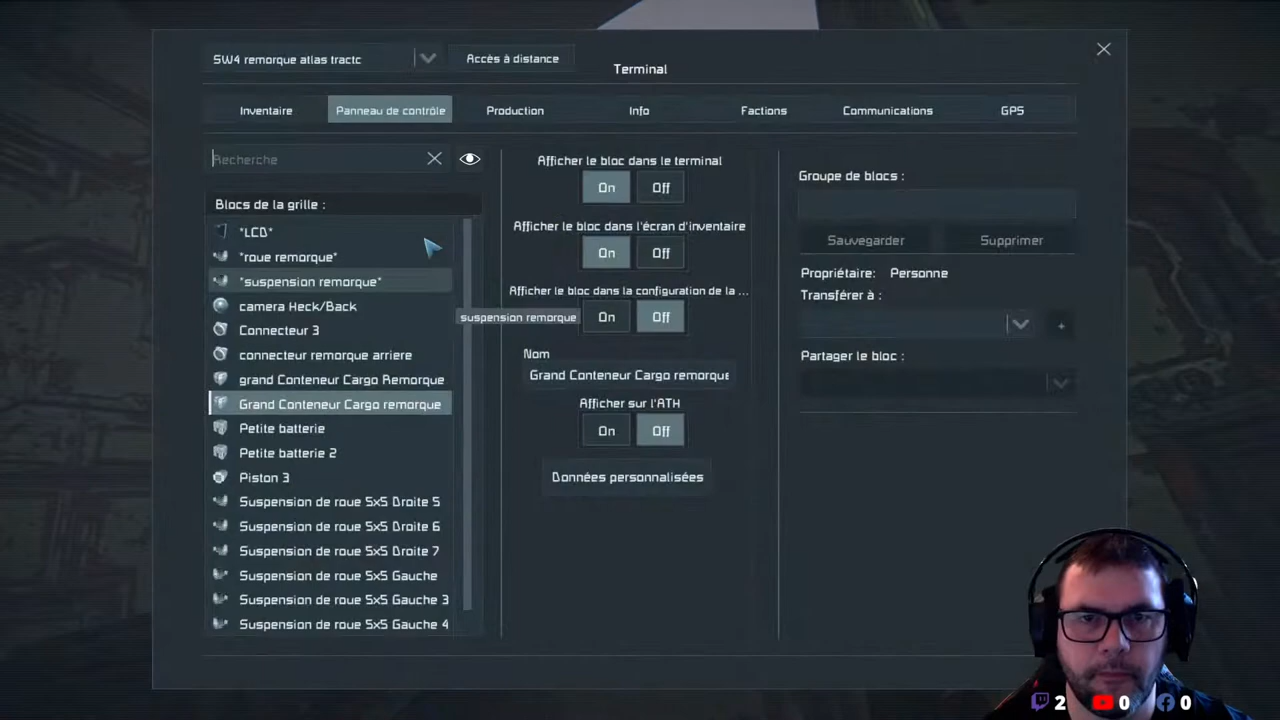 SW4 remorque atlas tractc
Accès à distance
Terminal
Inventaire
Panneau de contrôle
Production
Info
Factions
Communications
GPS
Recherche
Blocs de la grille :
*LCD*
*roue remorque*
*suspension remorque*
camera Heck/Back
Connecteur 3
connecteur remorque arriere
grand Conteneur Cargo Remorque
Grand Conteneur Cargo remorque
Petite batterie
Petite batterie 2
Piston 3
Suspension de roue 5x5 Droite 5
Suspension de roue 5x5 Droite 6
Suspension de roue 5x5 Droite 7
Suspension de roue 5x5 Gauche
Suspension de roue 5x5 Gauche 3
Suspension de roue 5x5 Gauche 4
suspension remorque
Afficher le bloc dans le terminal
On Off
Afficher le bloc dans l'écran d'inventaire
On Off
Afficher le bloc dans la configuration de la ...
On Off
Nom
Grand Conteneur Cargo remorque
Afficher sur l'ATH
On Off
Données personnalisées
Groupe de blocs :
Sauvegarder
Supprimer
Propriétaire: Personne
Transférer à :
+
Partager le bloc :
2 0 0